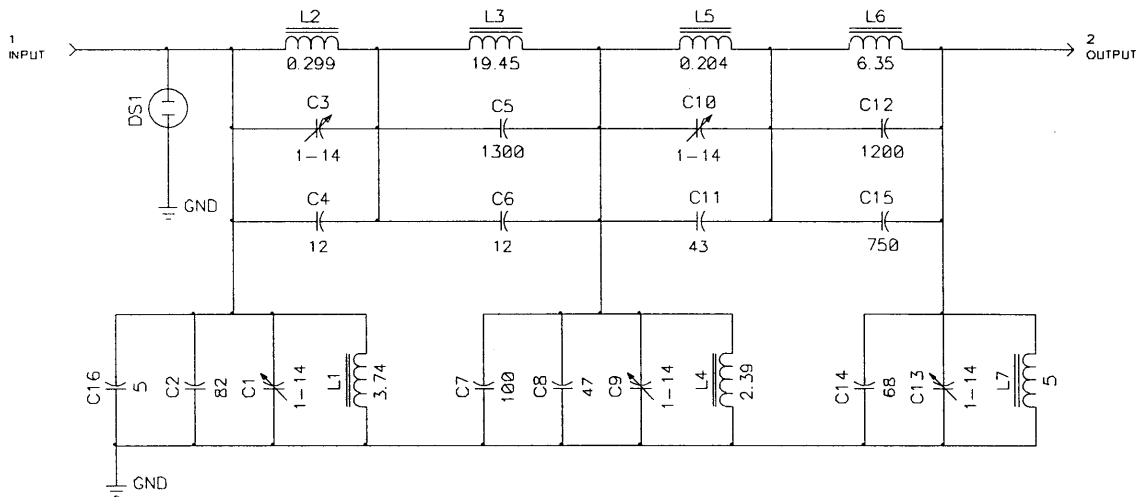 L2
L3
L5
L6
1
INPUT
2
OUTPUT
0.299
19.45
0.204
6.35
DS1
C3
C5
C10
C12
1-14
1300
1-14
1200
GND
C4
C6
C11
C15
12
12
43
750
C16
5
C2
82
C1
1-14
L1
3.74
C7
100
C8
47
C9
1-14
L4
2.39
C14
68
C13
1-14
L7
5
GND